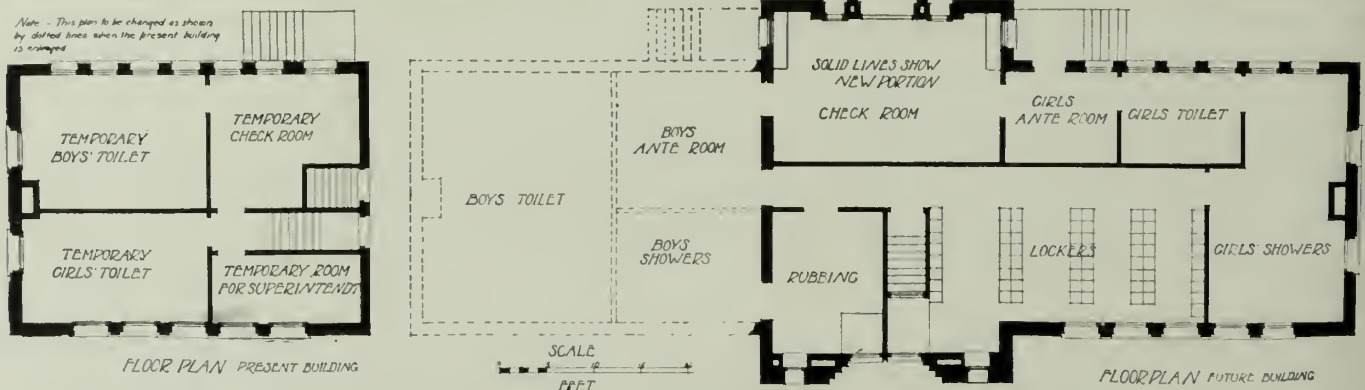 Note - This plan to be changed as shown
by dotted lines when the present building
is enlarged
TEMPORARY
BOYS' TOILET
TEMPORARY
CHECK ROOM
TEMPORARY
GIRLS' TOILET
TEMPORARY ROOM
FOR SUPERINTENDT.
FLOOR PLAN PRESENT BUILDING
BOYS TOILET
BOYS
ANTE ROOM
BOYS
SHOWERS
SOLID LINES SHOW
NEW PORTION
CHECK ROOM
GIRLS
ANTE ROOM
GIRLS TOILET
RUBBING
LOCKERS
GIRLS' SHOWERS
SCALE
FEET
FLOOR PLAN FUTURE BUILDING